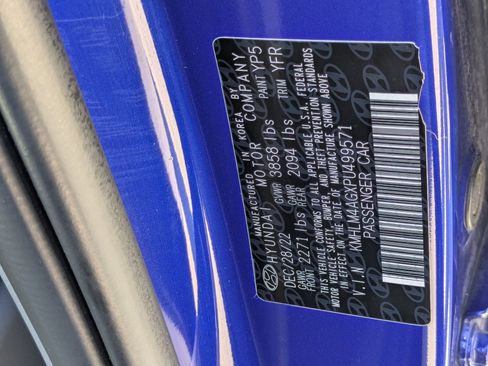 MANUFACTURED IN KOREA BY
HYUNDAI MOTOR COMPANY
DEC/28/22 GVWR 3858 lbs PAINT YP5
GAWR FRONT 2271 lbs GAWR REAR 2094 lbs TRIM YFR
THIS VEHICLE CONFORMS TO ALL APPLICABLE U.S.A. FEDERAL
MOTOR VEHICLE SAFETY, BUMPER, AND THEFT PREVENTION STANDARDS
IN EFFECT ON THE DATE OF MANUFACTURE SHOWN ABOVE
V.I.N : KMHLM4AGXPU499571
PASSENGER CAR